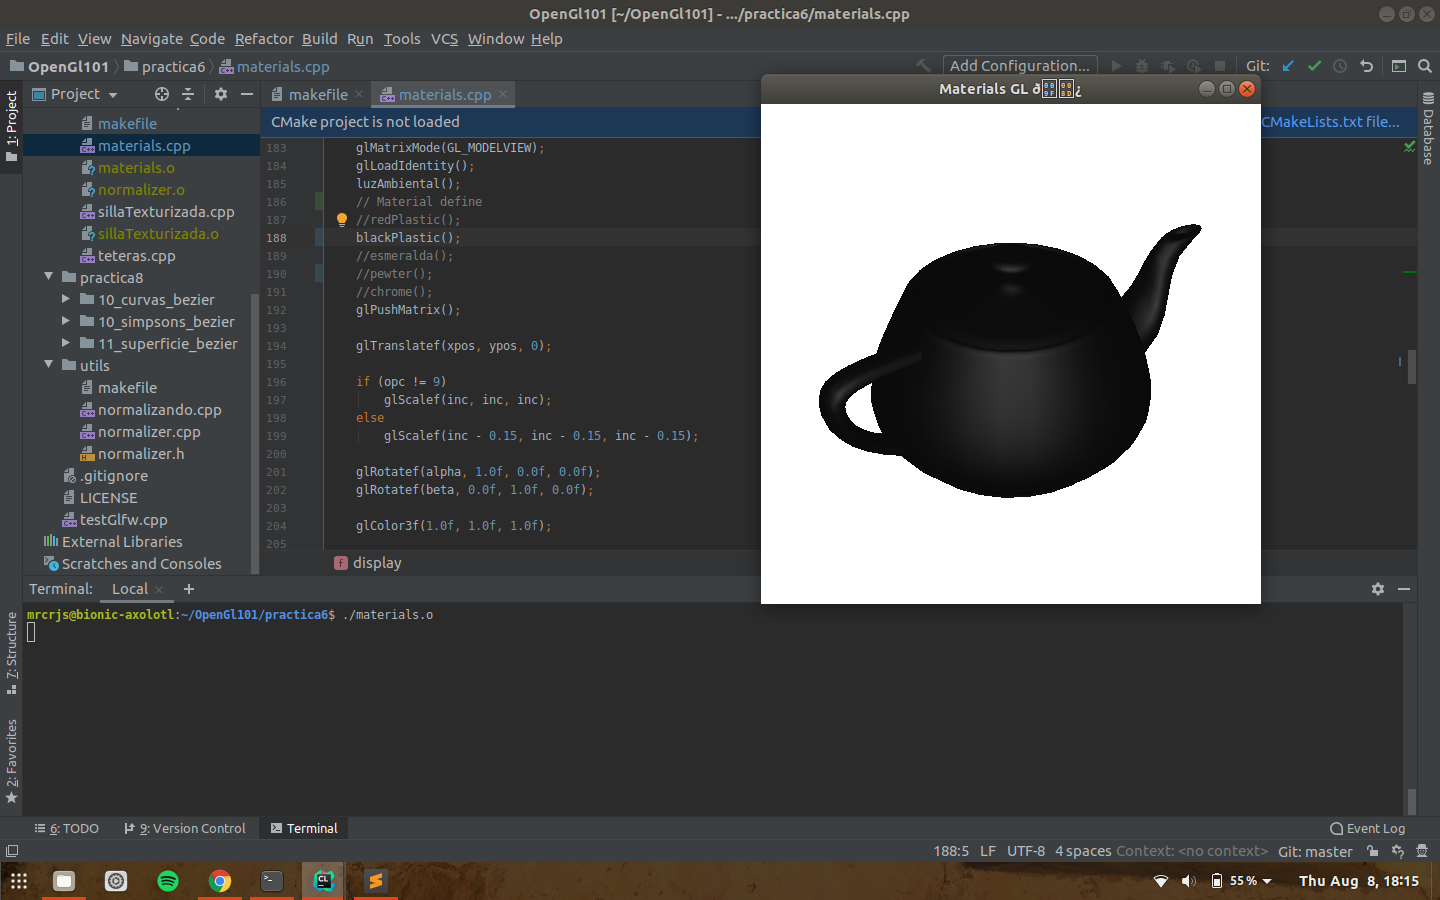 OpenGl101 [~/OpenGl101] - .../practica6/materials.cpp
File Edit View Navigate Code Refactor Build Run Tools VCS Window Help
OpenGl101 practica6 materials.cpp Add Configuration... Git:
1: Project
Project
makefile
materials.cpp
materials.o
normalizer.o
sillaTexturizada.cpp
sillaTexturizada.o
teteras.cpp
practica8
10_curvas_bezier
10_simpsons_bezier
11_superficie_bezier
utils
makefile
normalizando.cpp
normalizer.cpp
normalizer.h
.gitignore
LICENSE
testGlfw.cpp
External Libraries
Scratches and Consoles
makefile materials.cpp
CMake project is not loaded CMakeLists.txt file...
183 glMatrixMode(GL_MODELVIEW);
184 glLoadIdentity();
185 luzAmbiental();
186 // Material define
187 //redPlastic();
188 blackPlastic();
189 //esmeralda();
190 //pewter();
191 //chrome();
192 glPushMatrix();
193
194 glTranslatef(xpos, ypos, 0);
195
196 if (opc != 9)
197 glScalef(inc, inc, inc);
198 else
199 glScalef(inc - 0.15, inc - 0.15, inc - 0.15);
200
201 glRotatef(alpha, 1.0f, 0.0f, 0.0f);
202 glRotatef(beta, 0.0f, 1.0f, 0.0f);
203
204 glColor3f(1.0f, 1.0f, 1.0f);
205
f display
Materials GL ð¿
Database
Terminal: Local +
mrcrjs@bionic-axolotl:~/OpenGl101/practica6$ ./materials.o
7: Structure
2: Favorites
6: TODO 9: Version Control Terminal Event Log
188:5 LF UTF-8 4 spaces Context: <no context> Git: master
55 % Thu Aug 8, 18:15